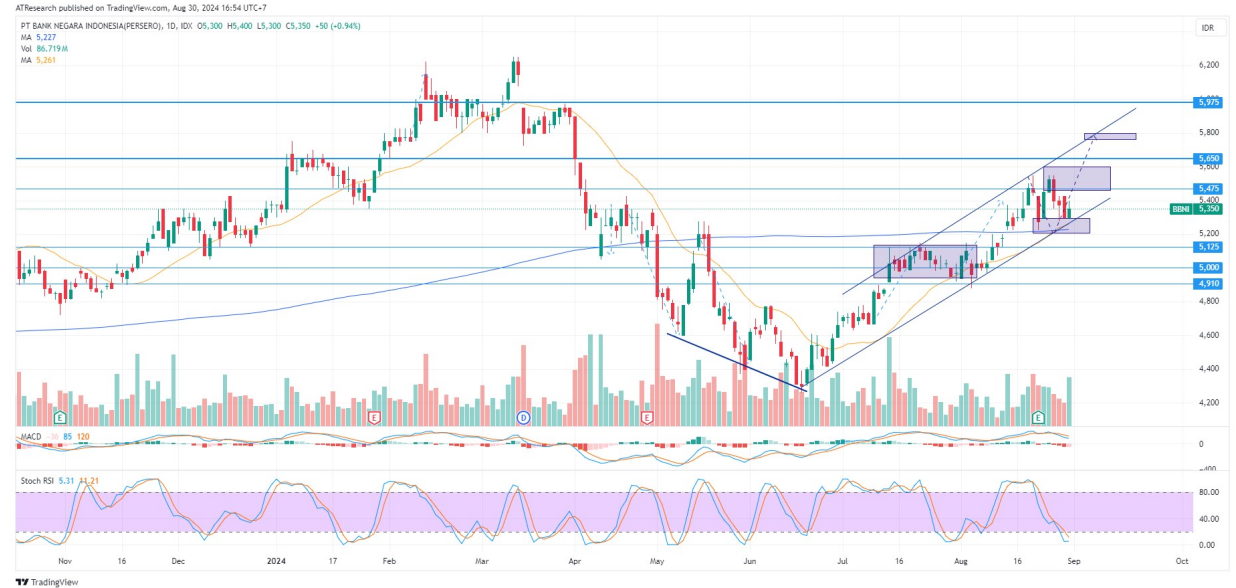 ATResearch published on TradingView.com, Aug 30, 2024 16:54 UTC+7
PT BANK NEGARA INDONESIA(PERSERO), 1D, IDX O5,300 H5,400 L5,300 C5,350 +50 (+0.94%)
MA 5,227
Vol 86.719M
MA 5,261
IDR
6,200
5,975
5,800
5,650
5,600
5,475
5,400
BBNI 5,350
5,200
5,125
5,000
4,910
4,800
4,600
4,400
4,200
E
E
D
E
E
MACD -36 85 120
0
-400
Stoch RSI 5.31 11.21
80.00
40.00
0.00
Nov 16 Dec 2024 17 Feb Mar Apr May Jun Jul 16 Aug 16 Sep Oct
TradingView